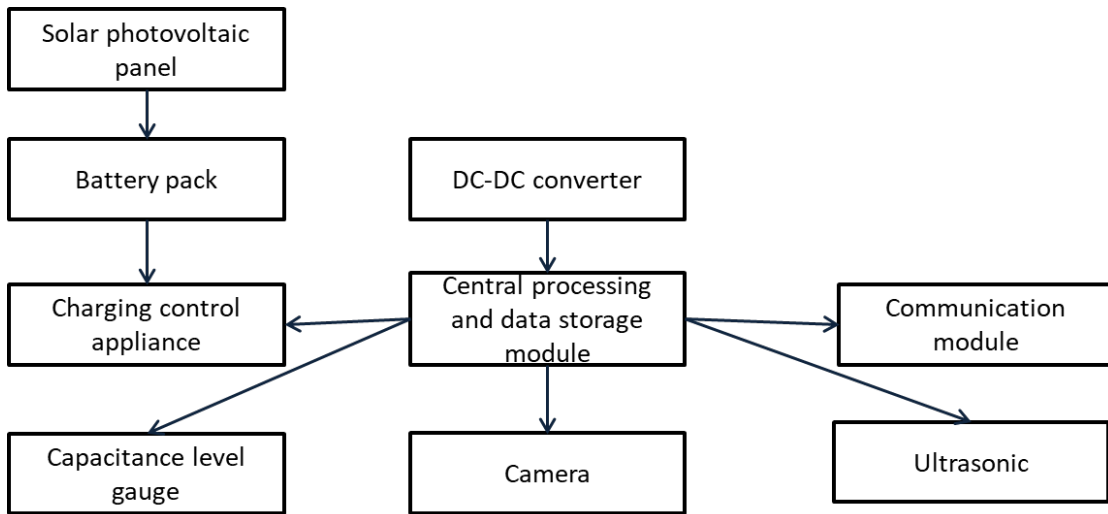 Solar photovoltaic
panel
Battery pack
DC-DC converter
Charging control
appliance
Central processing
and data storage
module
Communication
module
Capacitance level
gauge
Camera
Ultrasonic